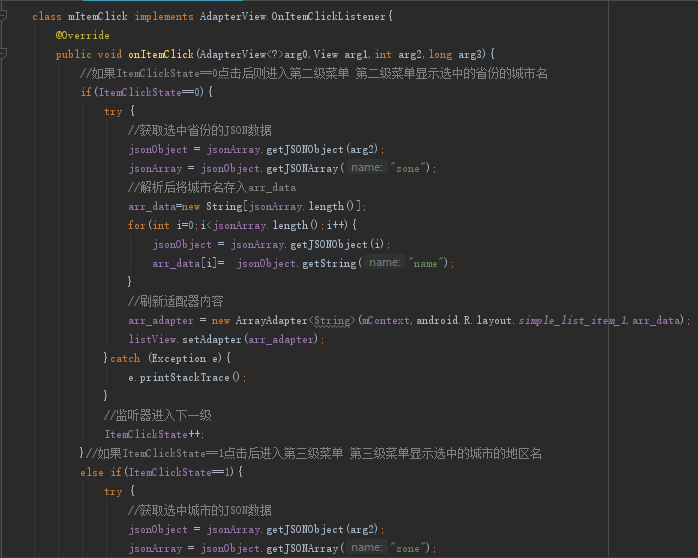 class mItemClick implements AdapterView.OnItemClickListener{
@Override
public void onItemClick(AdapterView<?>arg0,View arg1,int arg2,long arg3){
//如果ItemClickState==0点击后则进入第二级菜单 第二级菜单显示选中的省份的城市名
if(ItemClickState==0){
try {
//获取选中省份的JSON数据
jsonObject = jsonArray.getJSONObject(arg2);
jsonArray = jsonObject.getJSONArray( name: "zone");
//解析后将城市名存入arr_data
arr_data=new String[jsonArray.length()];
for(int i=0;i<jsonArray.length();i++){
jsonObject = jsonArray.getJSONObject(i);
arr_data[i]= jsonObject.getString( name: "name");
}
//刷新适配器内容
arr_adapter = new ArrayAdapter<String>(mContext,android.R.layout.simple_list_item_1,arr_data);
listView.setAdapter(arr_adapter);
}catch (Exception e){
e.printStackTrace();
}
//监听器进入下一级
ItemClickState++;
}//如果ItemClickState==1点击后进入第三级菜单 第三级菜单显示选中的城市的地区名
else if(ItemClickState==1){
try {
//获取选中城市的JSON数据
jsonObject = jsonArray.getJSONObject(arg2);
jsonArray = jsonObject.getJSONArray( name: "zone");